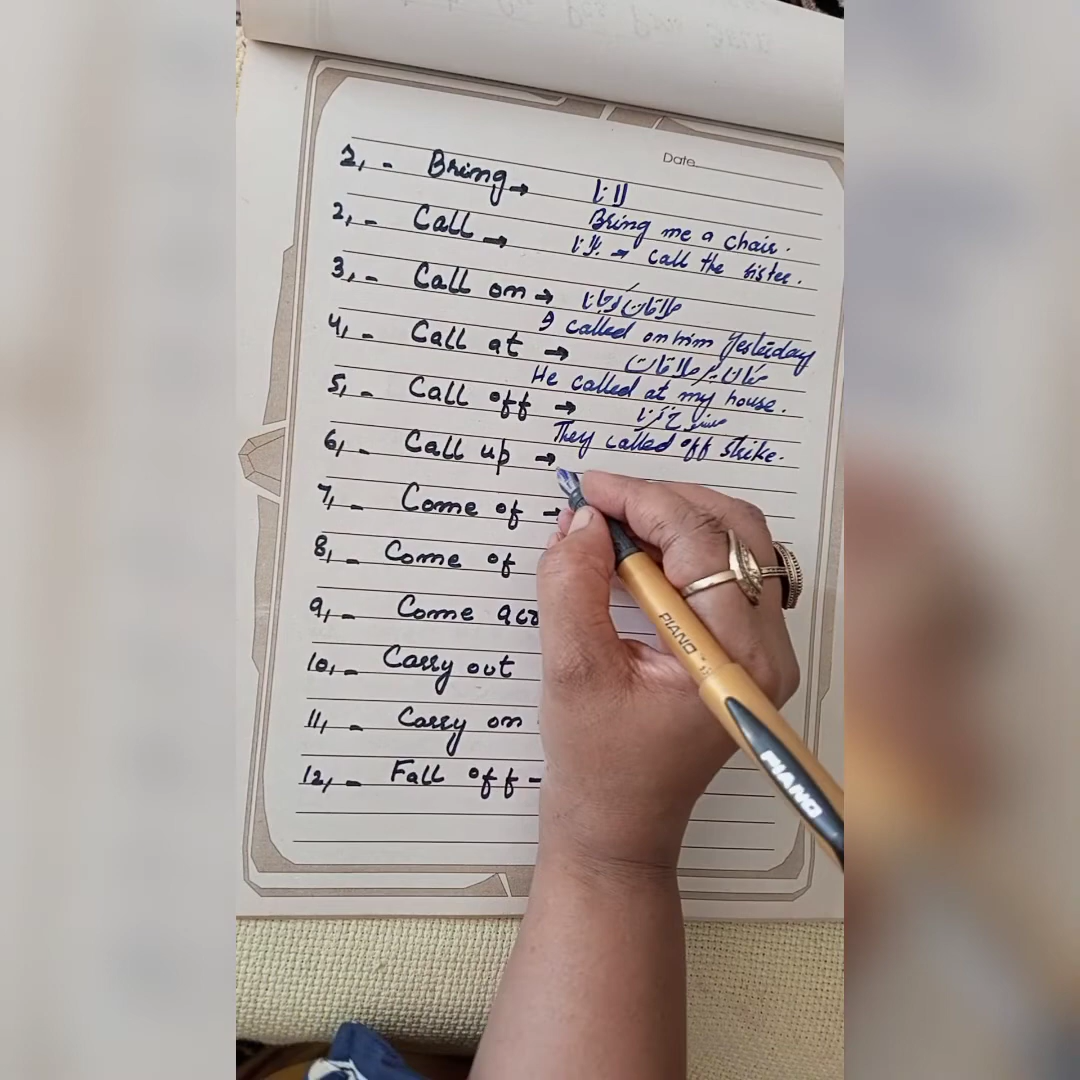 Date
2, - Bring → لانا
Bring me a chair.
2, - Call → بلانا → call the sister.
3, - Call on → ملاقات کو جانا
I called on him Yesterday
4, - Call at → مکان پر ملاقات
He called at my house.
5, - Call off → منسوخ کرنا
They called off strike.
6, - Call up →
7, - Come of →
8, - Come of
9, - Come acr
10, - Carry out
11, - Carry on
12, - Fall off -
PIANO
PIANO